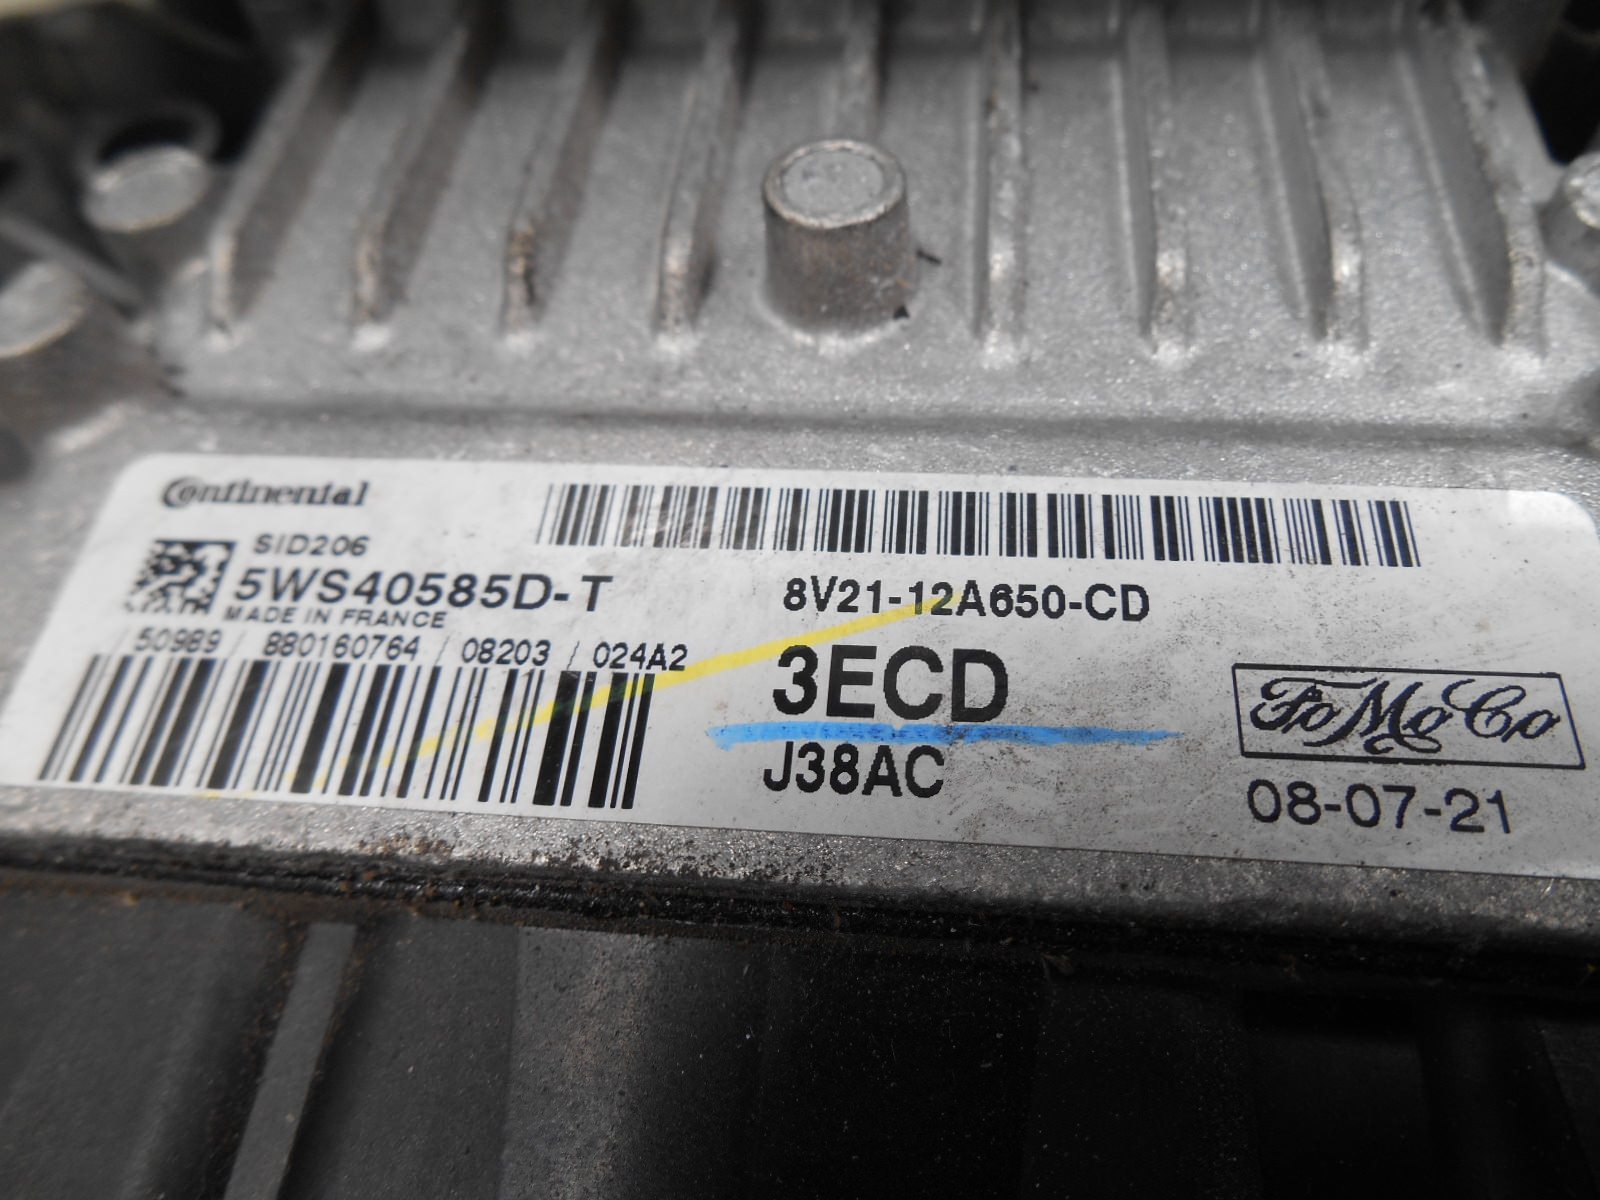 Continental
SID206
5WS40585D-T
MADE IN FRANCE
50989 / 880160764 / 08203 / 024A2
8V21-12A650-CD
3ECD
J38AC
FoMoCo
08-07-21